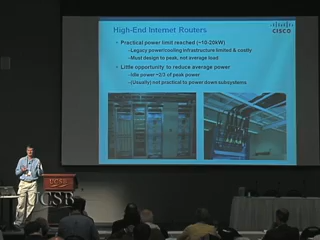 High-End Internet Routers
CISCO
Practical power limit reached (~10-20kW)
–Legacy power/cooling infrastructure limited & costly
–Must design to peak, not average load
Little opportunity to reduce average power
–Idle power ~2/3 of peak power
–(Usually) not practical to power down subsystems
UCSB
UCSB